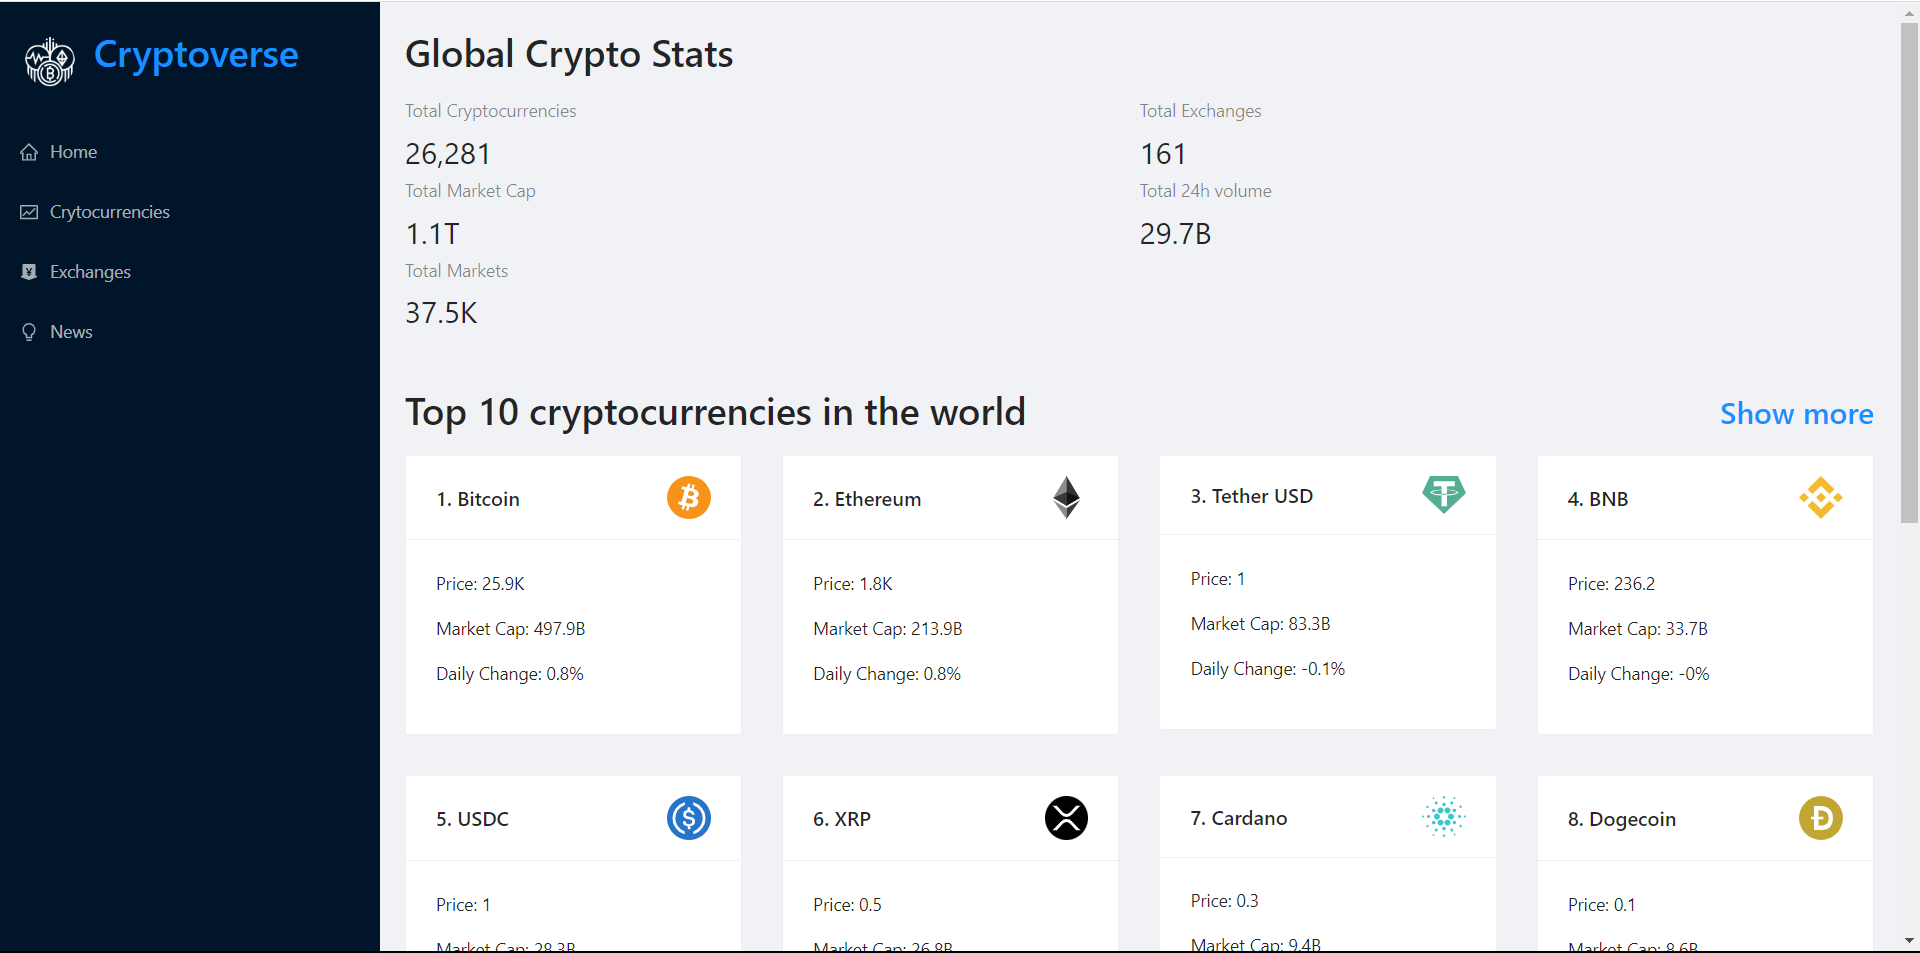 Cryptoverse
Home
Crytocurrencies
Exchanges
News
Global Crypto Stats
Total Cryptocurrencies
26,281
Total Exchanges
161
Total Market Cap
1.1T
Total 24h volume
29.7B
Total Markets
37.5K
Top 10 cryptocurrencies in the world
Show more
1. Bitcoin
Price: 25.9K
Market Cap: 497.9B
Daily Change: 0.8%
2. Ethereum
Price: 1.8K
Market Cap: 213.9B
Daily Change: 0.8%
3. Tether USD
Price: 1
Market Cap: 83.3B
Daily Change: -0.1%
4. BNB
Price: 236.2
Market Cap: 33.7B
Daily Change: -0%
5. USDC
Price: 1
Market Cap: 28.3B
6. XRP
Price: 0.5
Market Cap: 26.8B
7. Cardano
Price: 0.3
Market Cap: 9.4B
8. Dogecoin
Price: 0.1
Market Cap: 8.6B